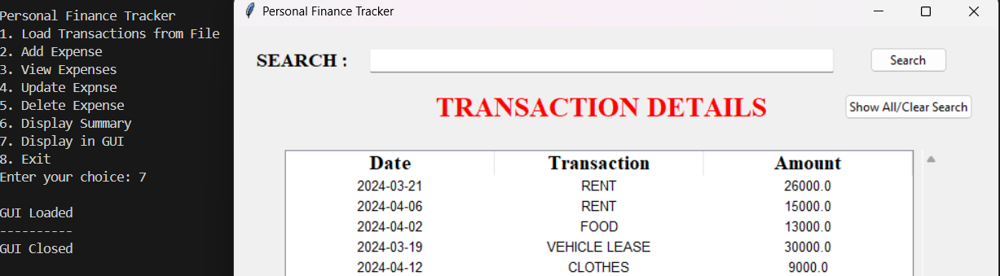 Personal Finance Tracker
1. Load Transactions from File
2. Add Expense
3. View Expenses
4. Update Expnse
5. Delete Expense
6. Display Summary
7. Display in GUI
8. Exit
Enter your choice: 7
GUI Loaded
----------
GUI Closed
Personal Finance Tracker
SEARCH : Search
TRANSACTION DETAILS Show All/Clear Search
Date Transaction Amount
2024-03-21 RENT 26000.0
2024-04-06 RENT 15000.0
2024-04-02 FOOD 13000.0
2024-03-19 VEHICLE LEASE 30000.0
2024-04-12 CLOTHES 9000.0